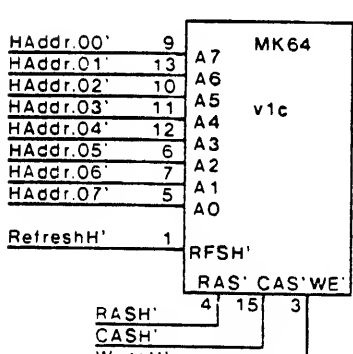 HAddr.00' 9 MK64
HAddr.01' 13 A7
HAddr.02' 10 A6
HAddr.03' 11 A5 v1c
HAddr.04' 12 A4
HAddr.05' 6 A3
HAddr.06' 7 A2
HAddr.07' 5 A1
A0
RefreshH' 1 RFSH'
RAS' CAS' WE'
4 15 3
RASH'
CASH'